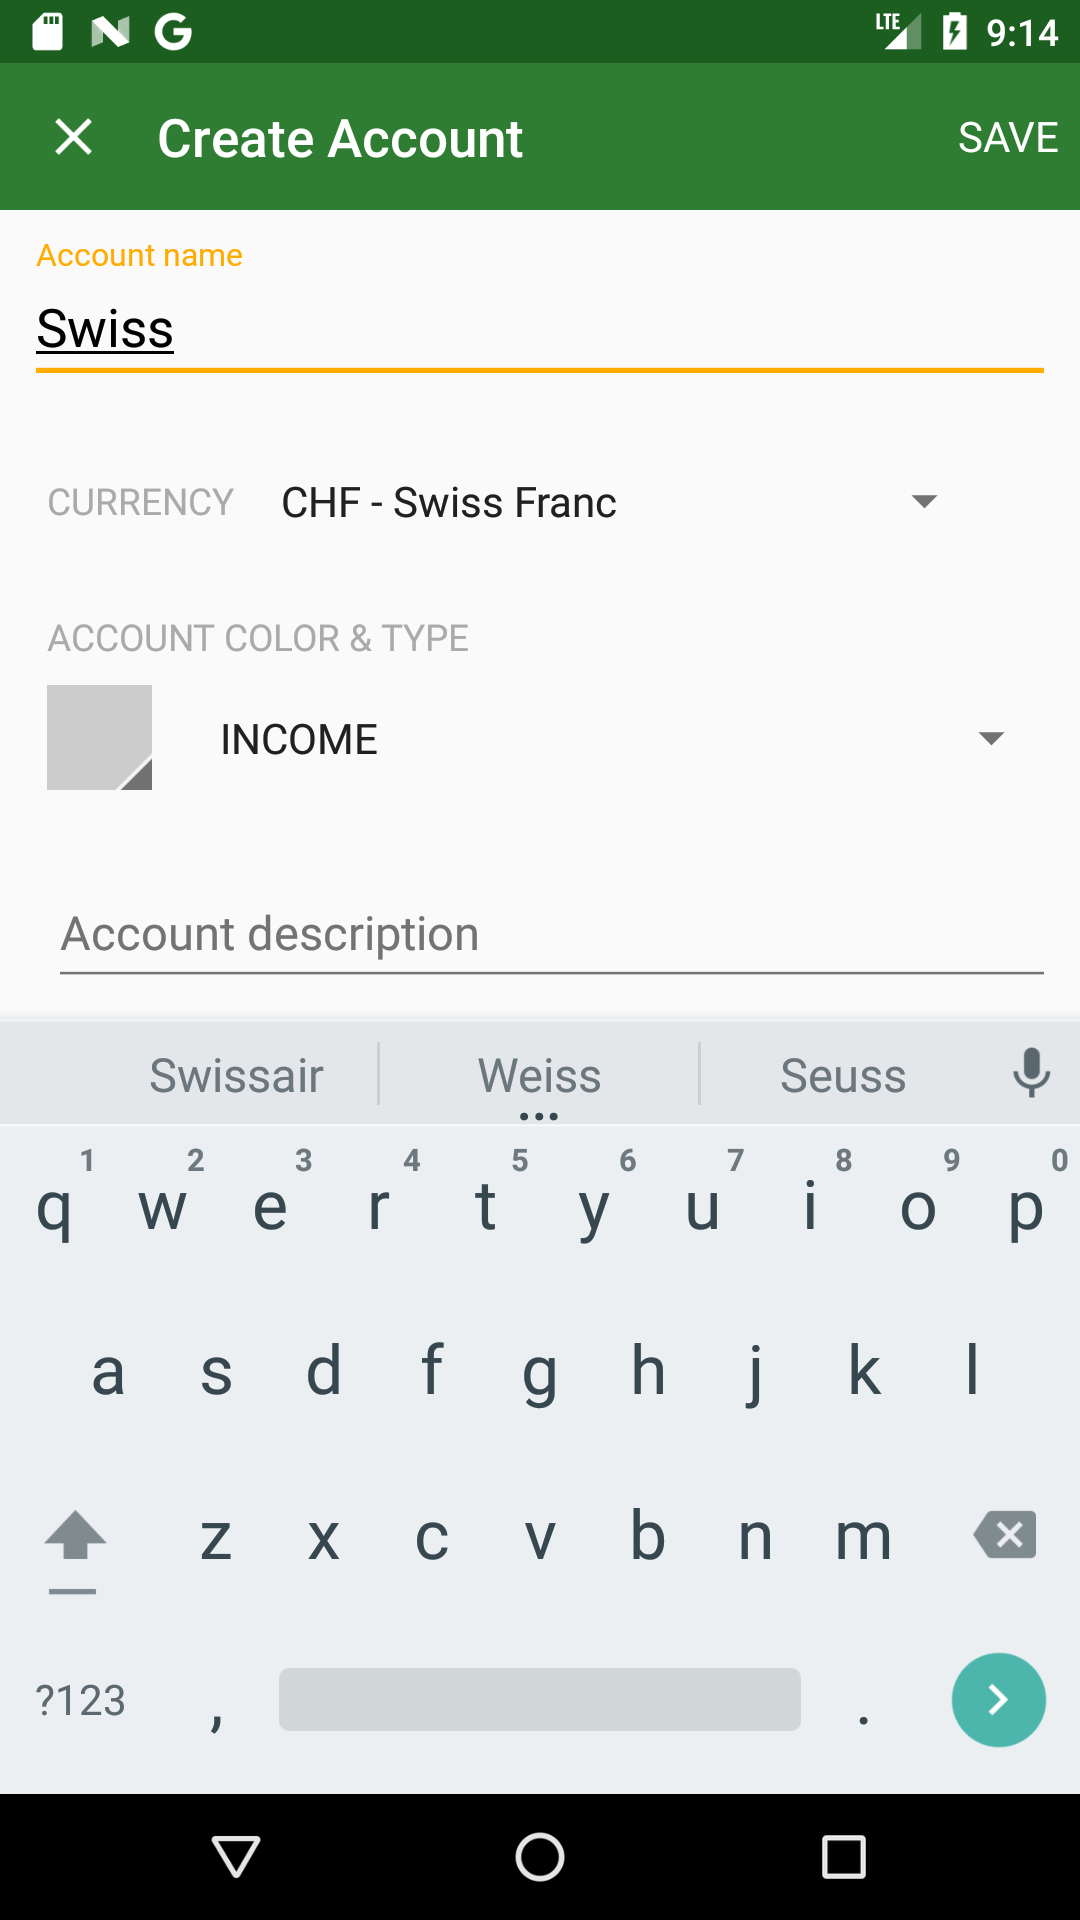 LTE 9:14
Create Account SAVE
Account name
Swiss
CURRENCY CHF - Swiss Franc
ACCOUNT COLOR & TYPE
INCOME
Account description
Swissair Weiss Seuss
1 2 3 4 5 6 7 8 9 0
q w e r t y u i o p
a s d f g h j k l
z x c v b n m
?123 , .